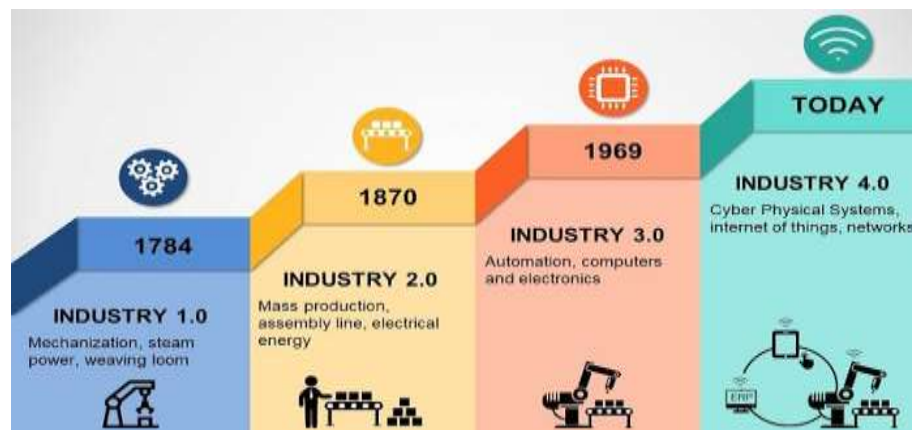 1784
INDUSTRY 1.0
Mechanization, steam
power, weaving loom
1870
INDUSTRY 2.0
Mass production,
assembly line, electrical
energy
1969
INDUSTRY 3.0
Automation, computers
and electronics
TODAY
INDUSTRY 4.0
Cyber Physical Systems,
internet of things, networks
ERP